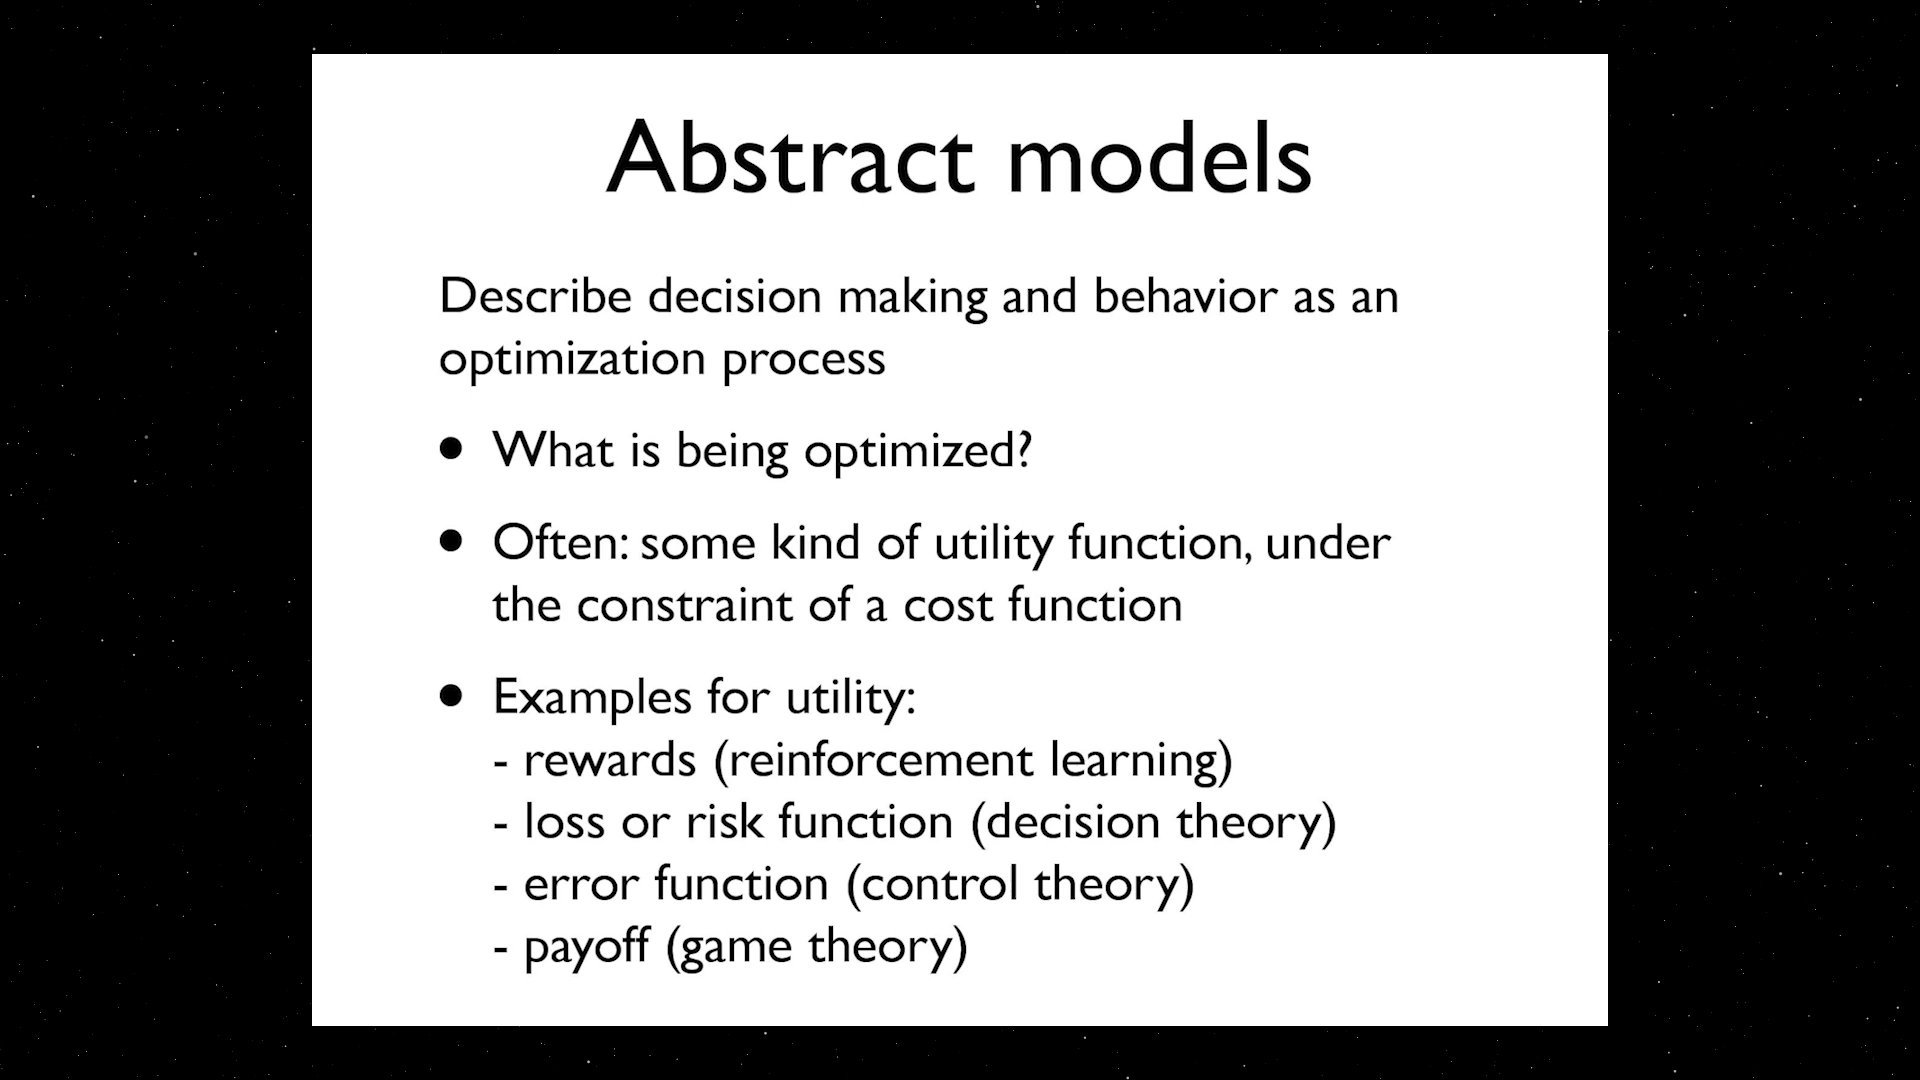 Abstract models
Describe decision making and behavior as an
optimization process
• What is being optimized?
• Often: some kind of utility function, under
the constraint of a cost function
• Examples for utility:
- rewards (reinforcement learning)
- loss or risk function (decision theory)
- error function (control theory)
- payoff (game theory)